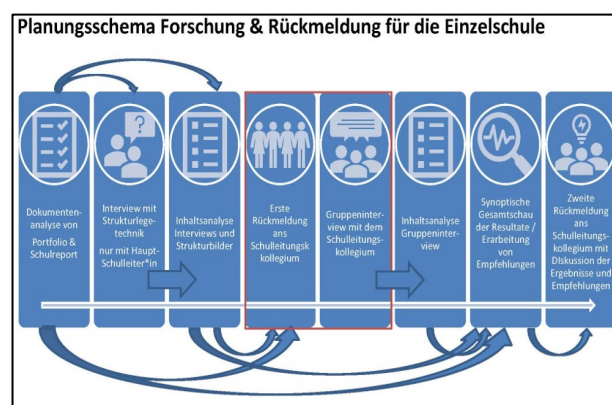 Planungsschema Forschung & Rückmeldung für die Einzelschule
?
Dokumenten-
analyse von
Portfolio &
Schulreport
Interview mit
Strukturlege-
technik
nur mit Haupt-
Schulleiter*in
Inhaltsanalyse
Interviews und
Strukturbilder
Erste
Rückmeldung ans
Schulleitungsk
kollegium
Gruppeninter-
view mit dem
Schulleitungs-
kollegium
Inhaltsanalyse
Gruppeninter-
view
Synoptische
Gesamtschau
der Resultate /
Erarbeitung
von
Empfehlungen
Zweite
Rückmeldung
ans
Schulleitungs-
kollegium mit
DIskussion der
Ergebnisse und
Empfehlungen